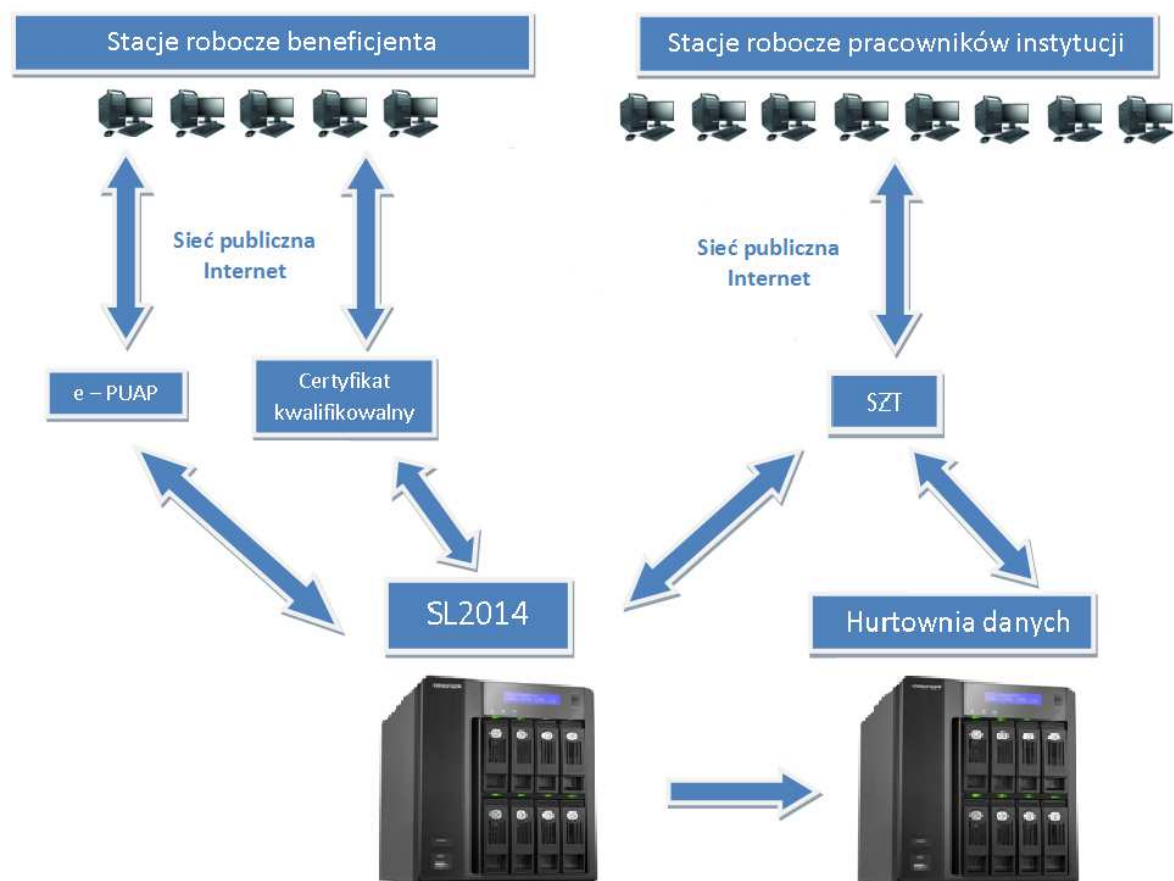 Stacje robocze beneficjenta
Stacje robocze pracowników instytucji
Sieć publiczna
Internet
Sieć publiczna
Internet
e – PUAP
Certyfikat
kwalifikowalny
SZT
SL2014
Hurtownia danych